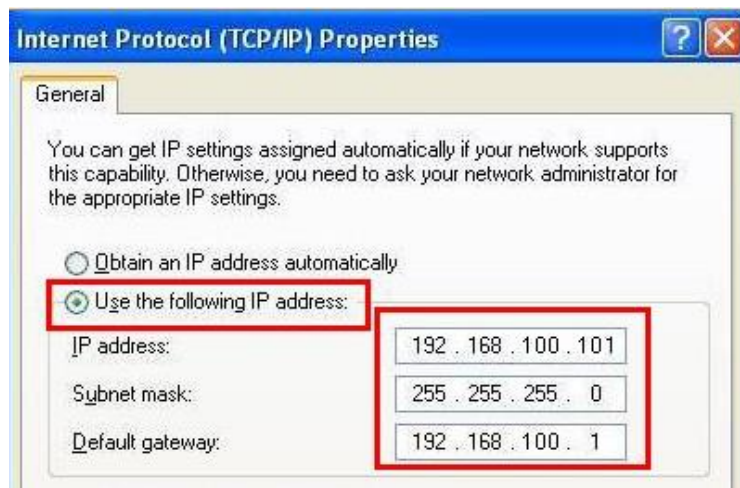 Internet Protocol (TCP/IP) Properties
General
You can get IP settings assigned automatically if your network supports
this capability. Otherwise, you need to ask your network administrator for
the appropriate IP settings.
Obtain an IP address automatically
Use the following IP address:
IP address: 192 . 168 . 100 . 101
Subnet mask: 255 . 255 . 255 . 0
Default gateway: 192 . 168 . 100 . 1